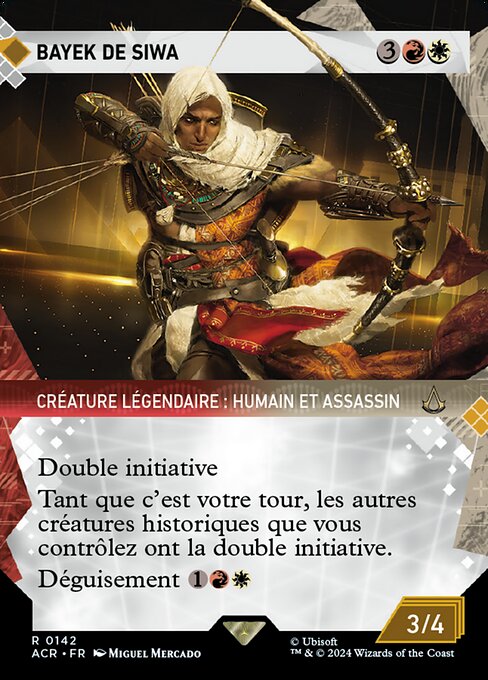 BAYEK DE SIWA 3
CRÉATURE LÉGENDAIRE : HUMAIN ET ASSASSIN
Double initiative
Tant que c'est votre tour, les autres
créatures historiques que vous
contrôlez ont la double initiative.
Déguisement 1
3/4
R 0142
ACR • FR Miguel Mercado
© Ubisoft
™ & © 2024 Wizards of the Coast